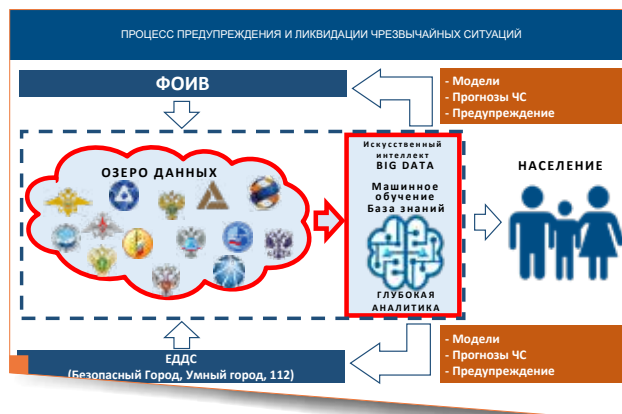 ПРОЦЕСС ПРЕДУПРЕЖДЕНИЯ И ЛИКВИДАЦИИ ЧРЕЗВЫЧАЙНЫХ СИТУАЦИЙ
ФОИВ
- Модели
- Прогнозы ЧС
- Предупреждение
ОЗЕРО ДАННЫХ
Искусственный
интеллект
BIG DATA
Машинное
обучение
База знаний
ГЛУБОКАЯ
АНАЛИТИКА
НАСЕЛЕНИЕ
ЕДДС
(Безопасный Город, Умный город, 112)
- Модели
- Прогнозы ЧС
- Предупреждение